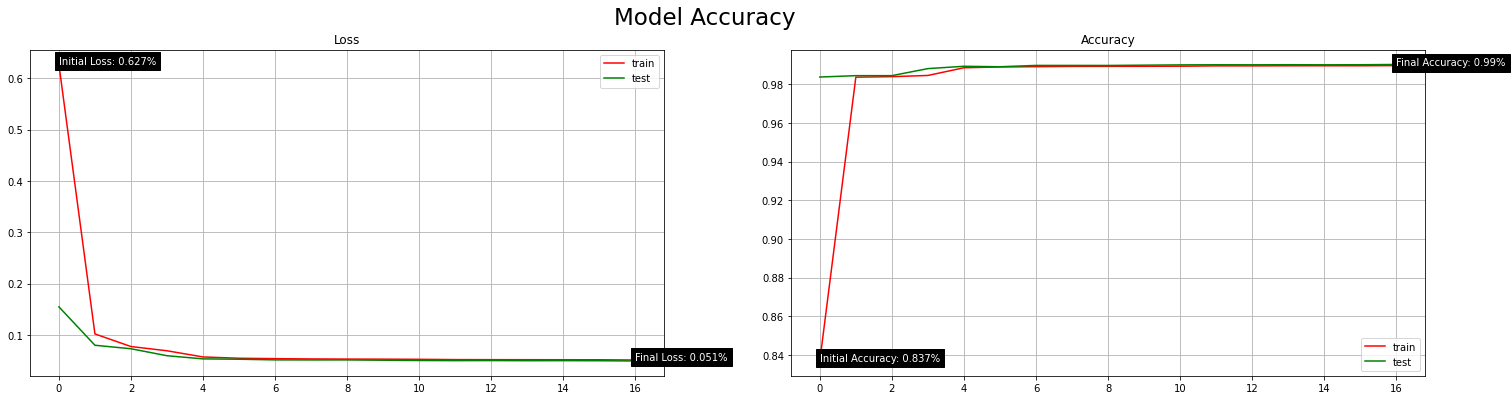 Model Accuracy
Loss
Initial Loss: 0.627%
train
test
0.6
0.5
0.4
0.3
0.2
0.1
Final Loss: 0.051%
0 2 4 6 8 10 12 14 16
Accuracy
Final Accuracy: 0.99%
0.98
0.96
0.94
0.92
0.90
0.88
0.86
0.84
Initial Accuracy: 0.837%
train
test
0 2 4 6 8 10 12 14 16